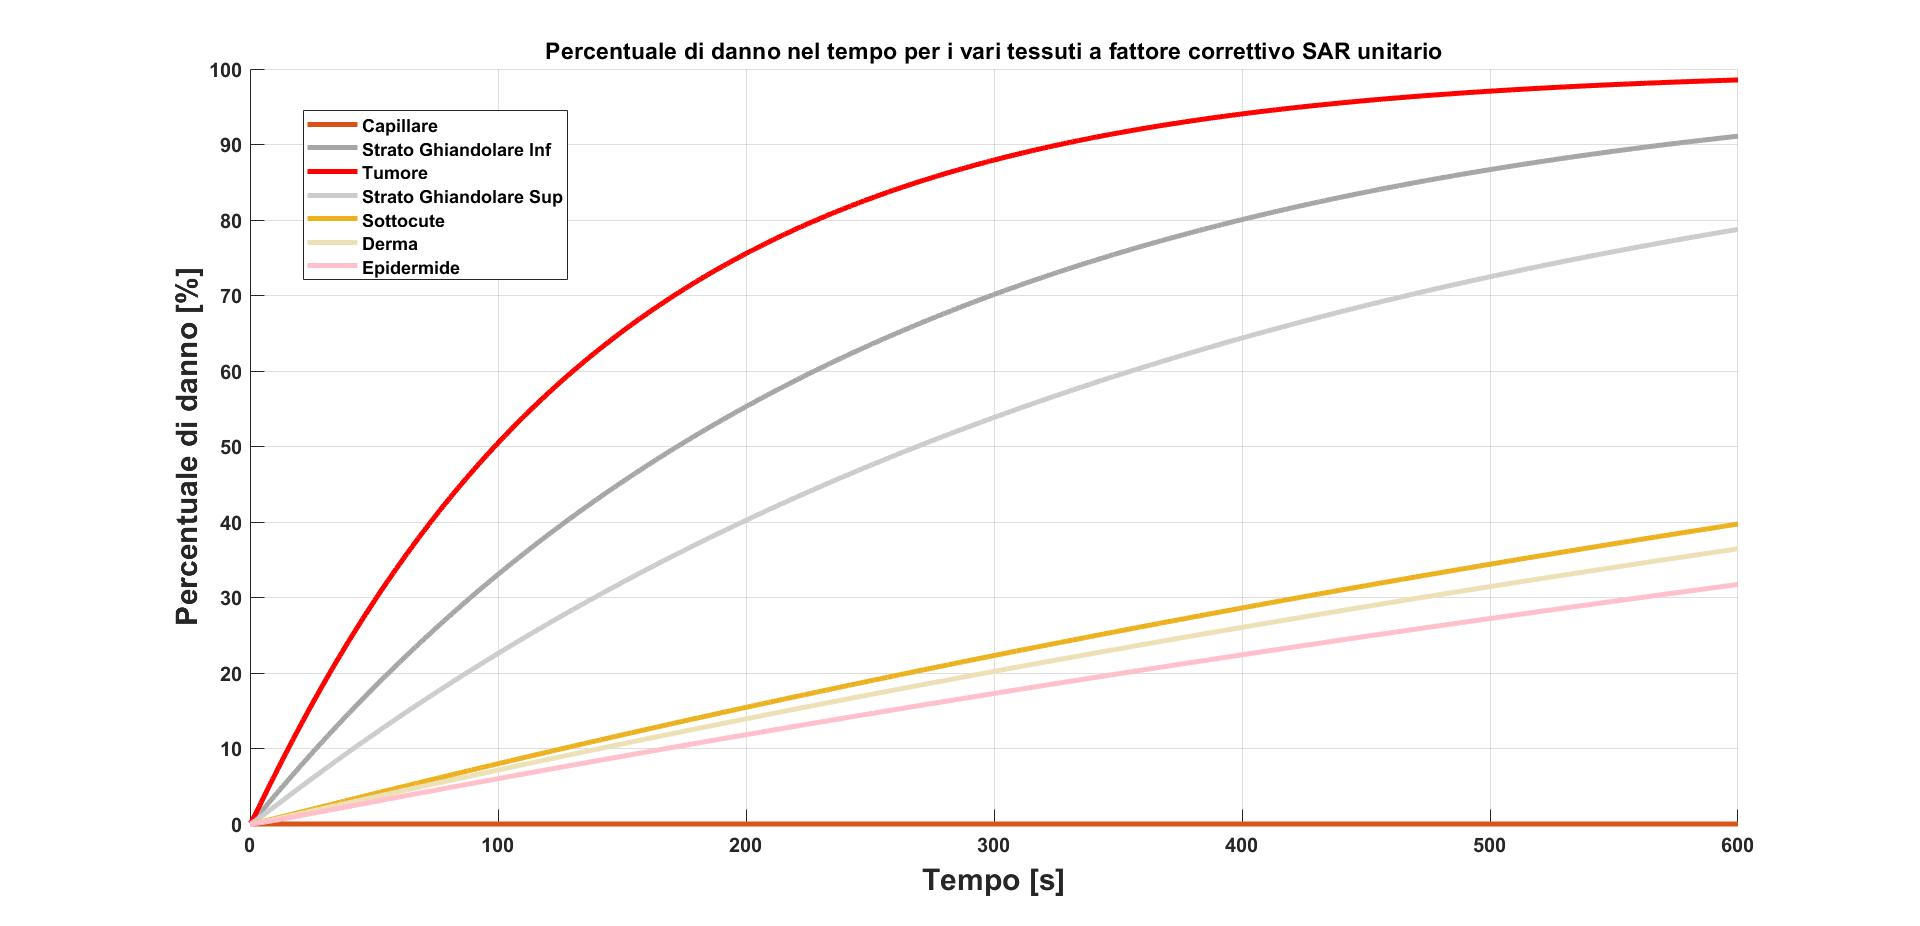 Percentuale di danno nel tempo per i vari tessuti a fattore correttivo SAR unitario
Percentuale di danno [%]
100
90
80
70
60
50
40
30
20
10
0
Capillare
Strato Ghiandolare Inf
Tumore
Strato Ghiandolare Sup
Sottocute
Derma
Epidermide
0 100 200 300 400 500 600
Tempo [s]